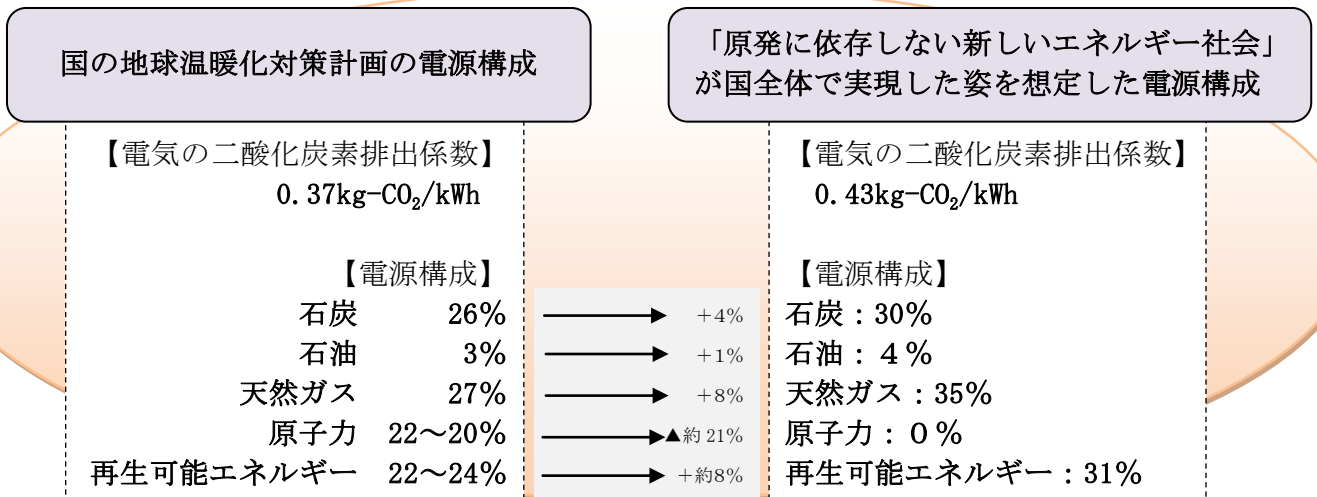 国の地球温暖化対策計画の電源構成
「原発に依存しない新しいエネルギー社会」
が国全体で実現した姿を想定した電源構成
【電気の二酸化炭素排出係数】
0.37kg-CO₂/kWh
【電源構成】
石炭 26%
石油 3%
天然ガス 27%
原子力 22～20%
再生可能エネルギー 22～24%
+4%
+1%
+8%
▲約21%
+約8%
【電気の二酸化炭素排出係数】
0.43kg-CO₂/kWh
【電源構成】
石炭：30%
石油：４％
天然ガス：35%
原子力：０％
再生可能エネルギー：31%